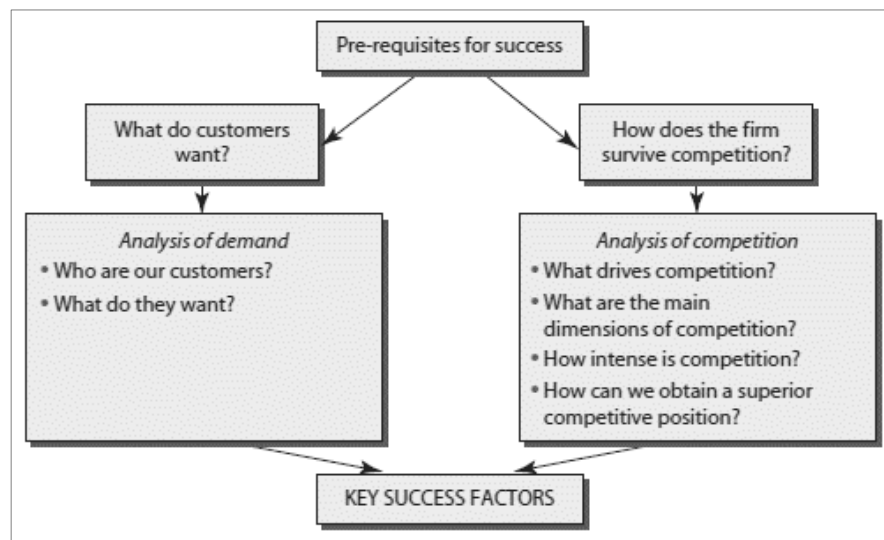 Pre-requisites for success
What do customers
want?
How does the firm
survive competition?
Analysis of demand
• Who are our customers?
• What do they want?
Analysis of competition
• What drives competition?
• What are the main
dimensions of competition?
• How intense is competition?
• How can we obtain a superior
competitive position?
KEY SUCCESS FACTORS